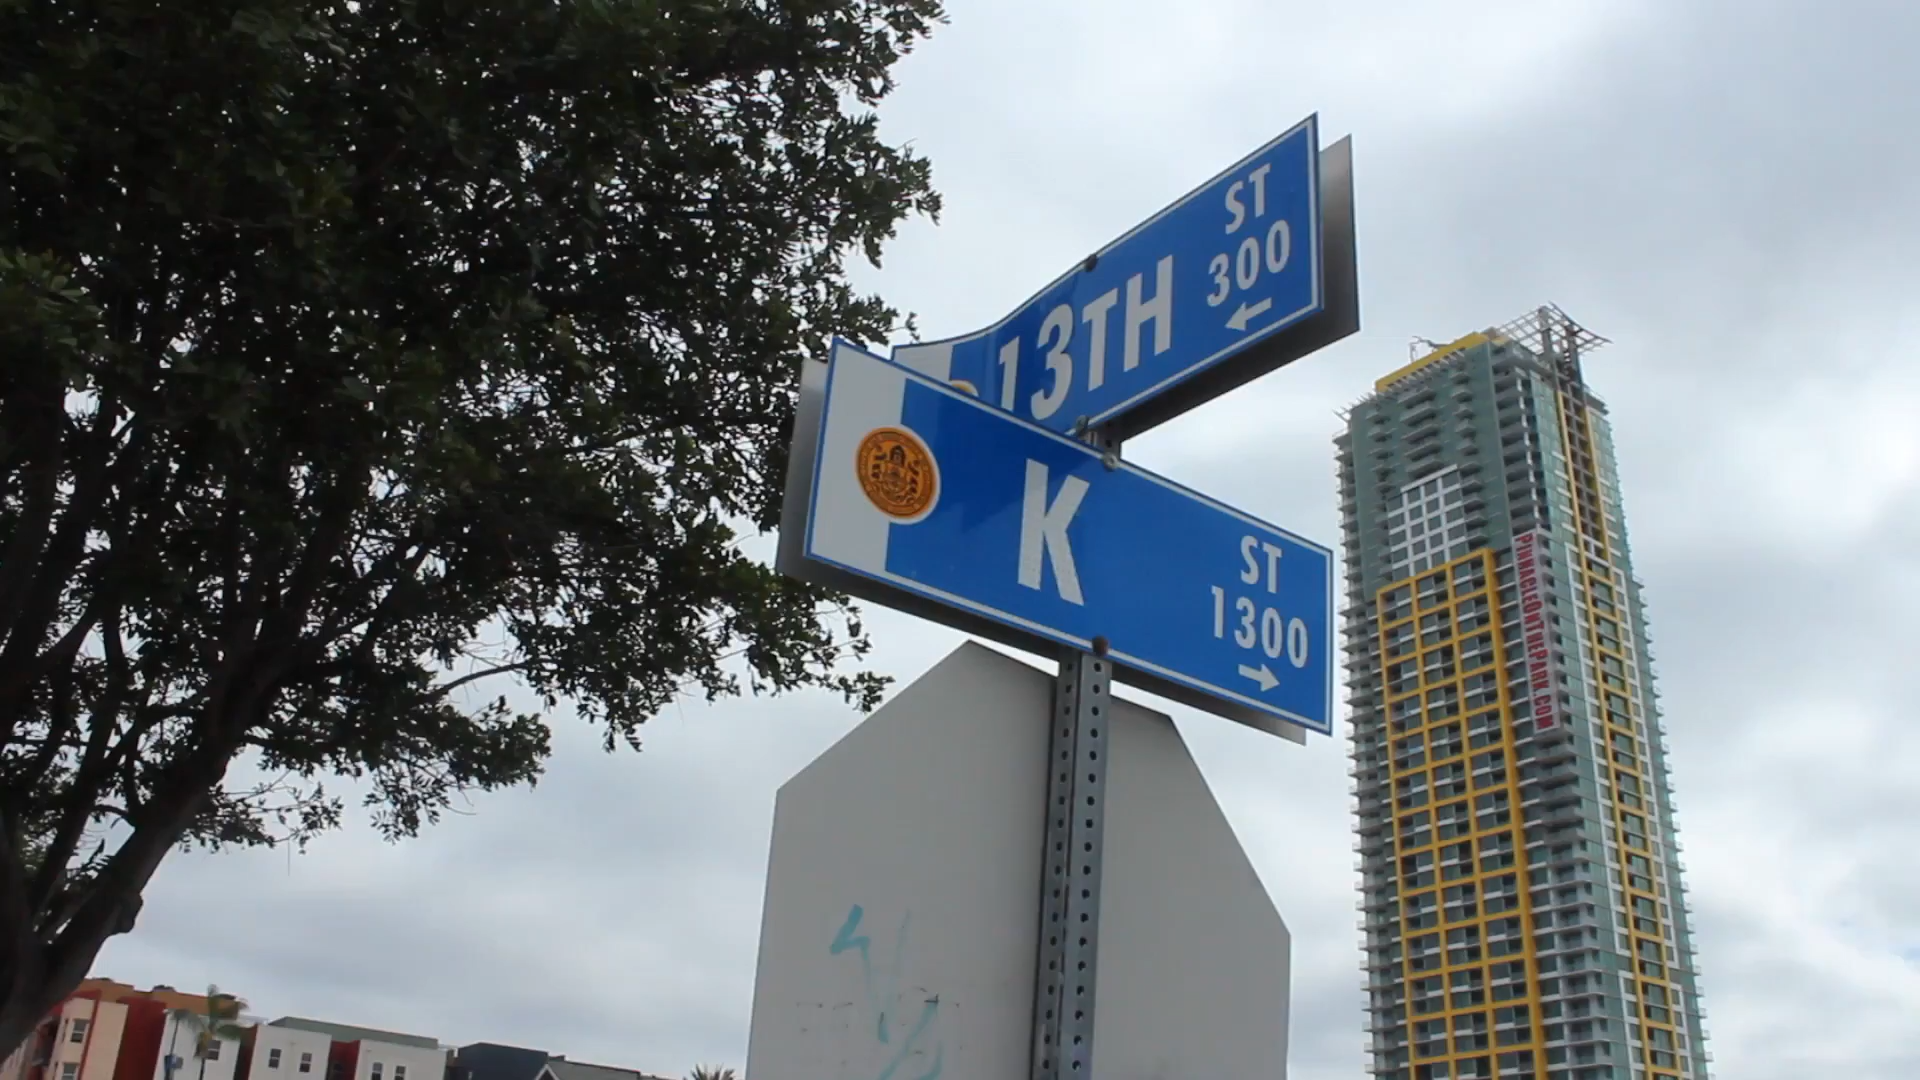 13TH
ST
300
←
K
ST
1300
→
PINNACLEONTHEPARK.COM